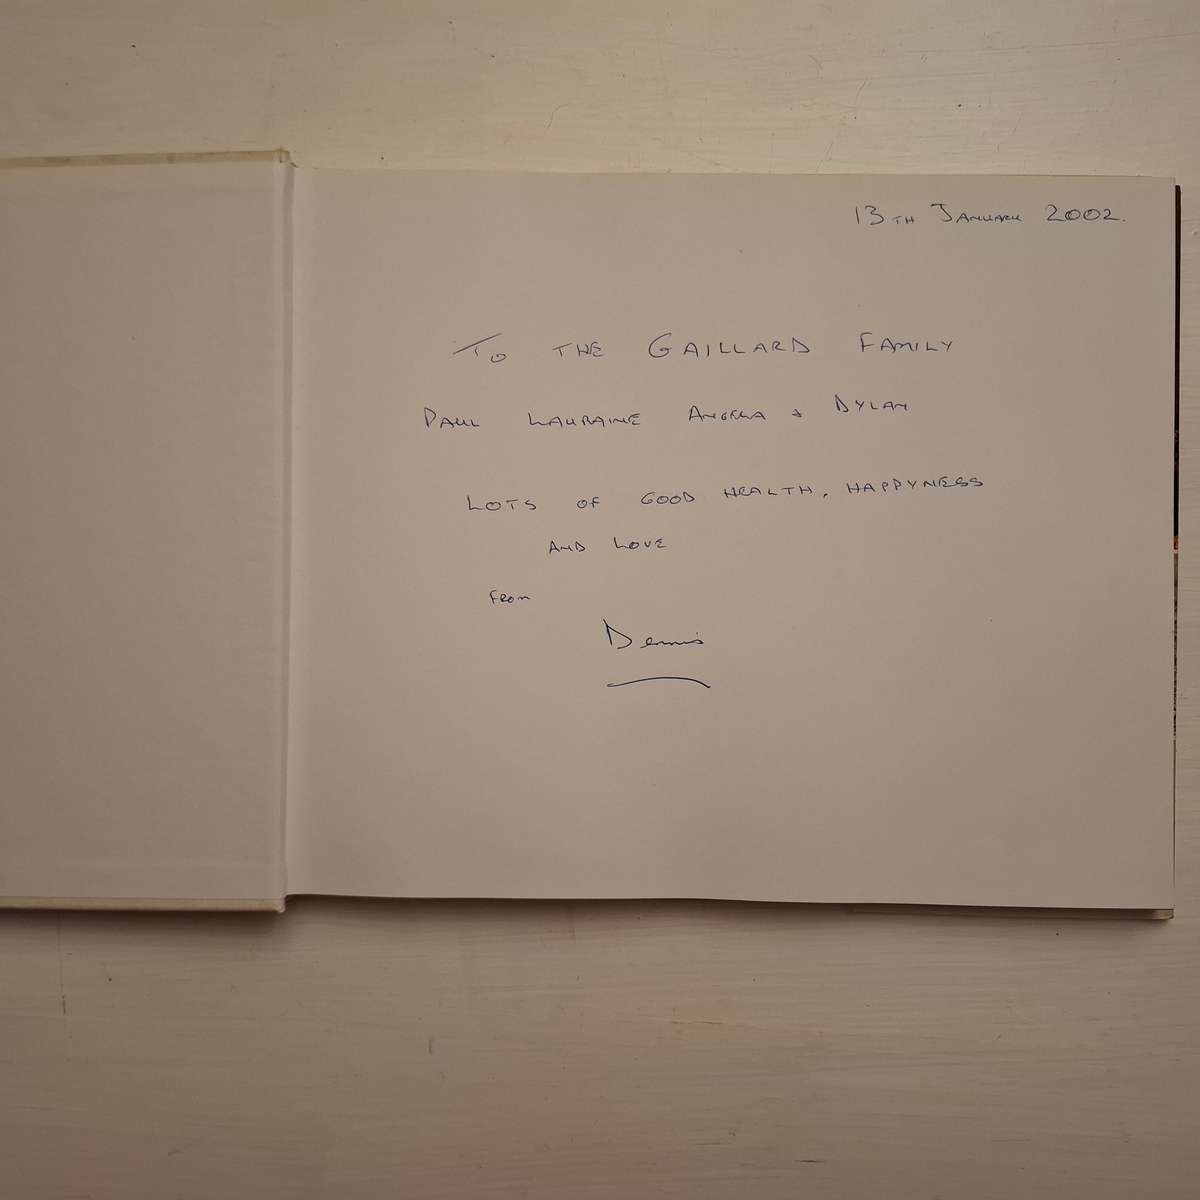 13TH JANUARY 2002.
TO THE GAILLARD FAMILY
PAUL LAURAINE ANGELA & DYLAN
LOTS OF GOOD HEALTH, HAPPYNESS
AND LOVE
FROM
Dennis